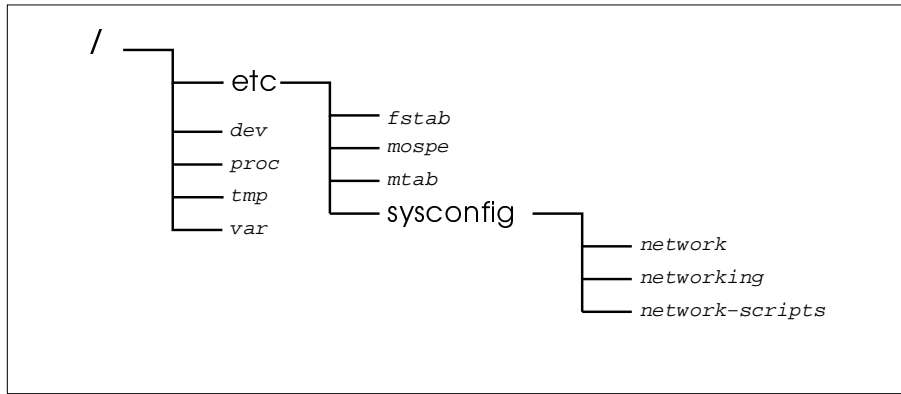 /
etc
dev
proc
tmp
var
fstab
mospe
mtab
sysconfig
network
networking
network-scripts